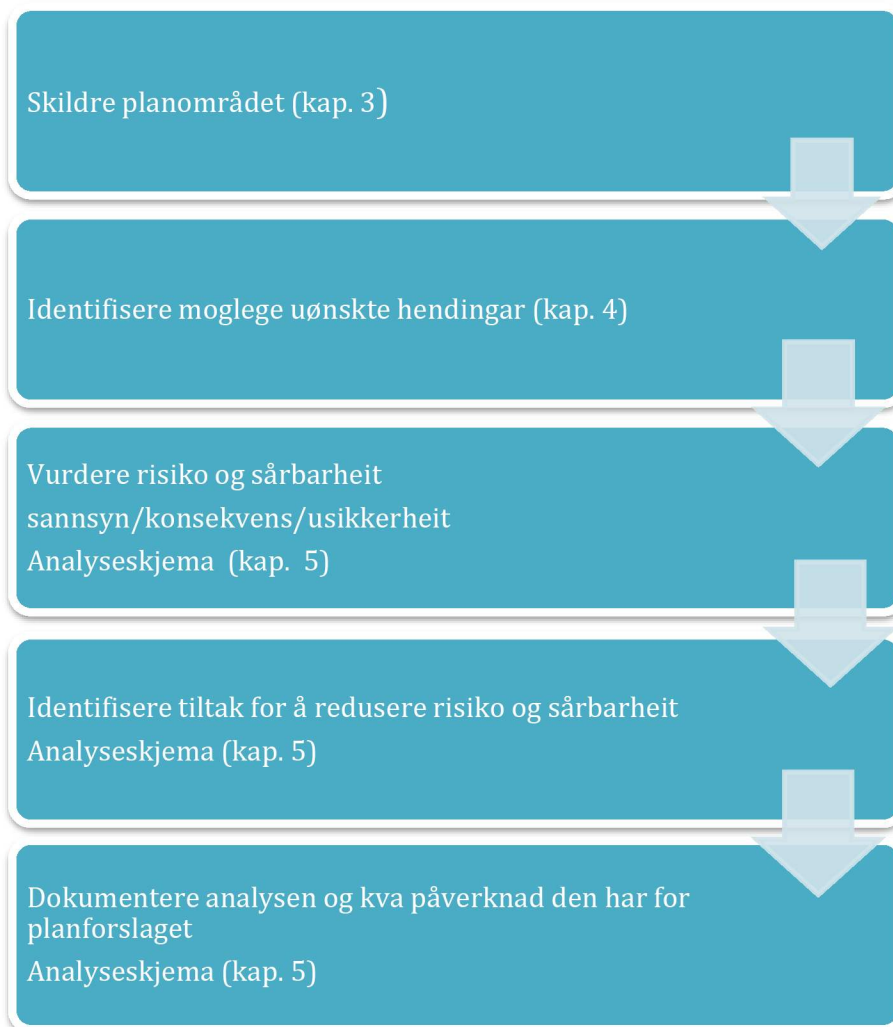 Skildre planområdet (kap. 3)
Identifisere moglege uønskte hendingar (kap. 4)
Vurdere risiko og sårbarheit
sannsyn/konsekvens/usikkerheit
Analyseskjema  (kap.  5)
Identifisere tiltak for å redusere risiko og sårbarheit
Analyseskjema (kap. 5)
Dokumentere analysen og kva påverknad den har for
planforslaget
Analyseskjema (kap. 5)